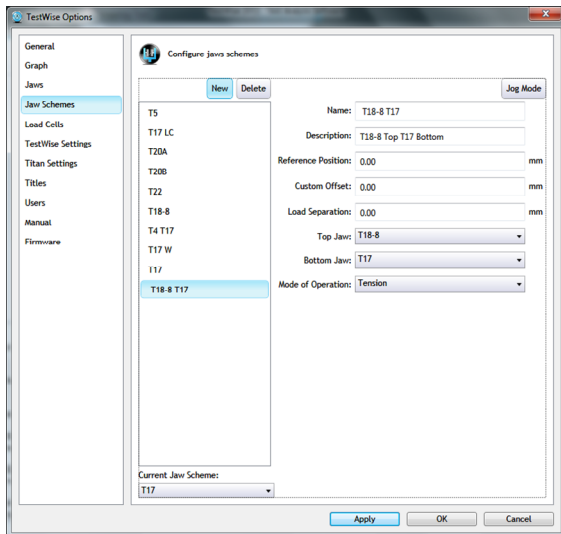 TestWise Options
General
Graph
Jaws
Jaw Schemes
Load Cells
TestWise Settings
Titan Settings
Titles
Users
Manual
Firmware
Configure jaws schemes
New Delete
Jog Mode
T5
T17 LC
T20A
T20B
T22
T18-8
T4 T17
T17 W
T17
T18-8 T17
Name: T18-8 T17
Description: T18-8 Top T17 Bottom
Reference Position: 0.00 mm
Custom Offset: 0.00 mm
Load Separation: 0.00 mm
Top Jaw: T18-8
Bottom Jaw: T17
Mode of Operation: Tension
Current Jaw Scheme:
T17
Apply OK Cancel